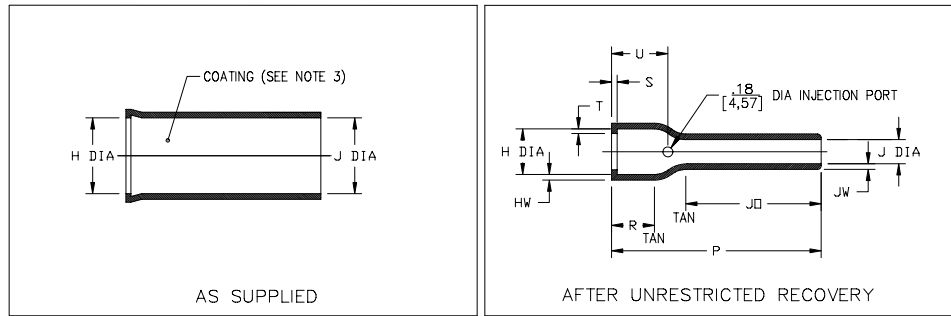 COATING (SEE NOTE 3)
H DIA
J DIA
AS SUPPLIED
U
S
T
.18
[4,57]
DIA INJECTION PORT
H DIA
J DIA
HW
JW
R
TAN
TAN
JO
P
AFTER UNRESTRICTED RECOVERY